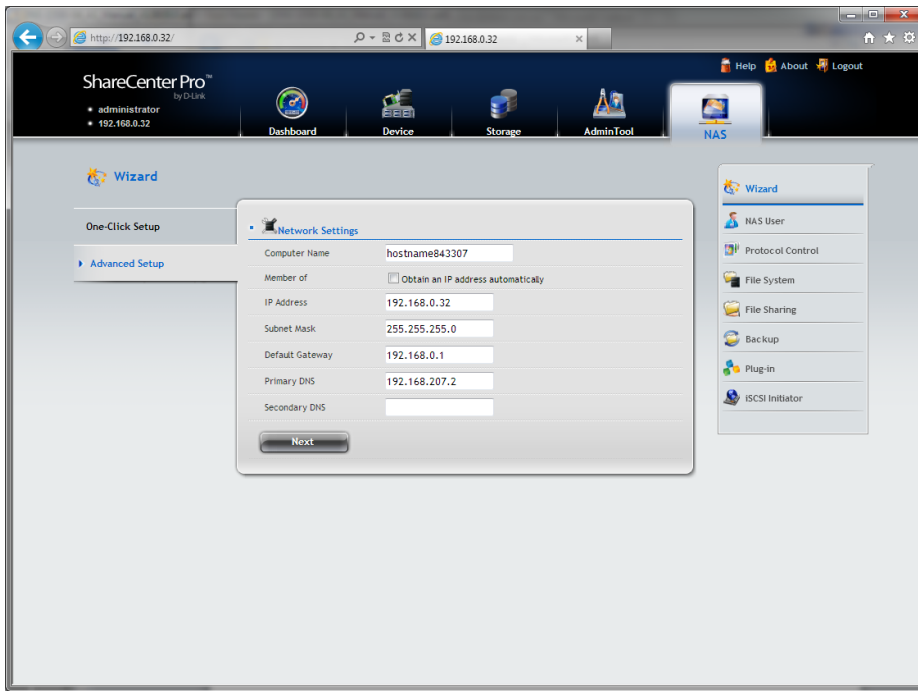 http://192.168.0.32/
192.168.0.32
Help About Logout
ShareCenter Pro™
by D-Link
administrator
192.168.0.32
Dashboard
Device
Storage
AdminTool
NAS
Wizard
One-Click Setup
Advanced Setup
Network Settings
Computer Name hostname843307
Member of Obtain an IP address automaticaly
IP Address 192.168.0.32
Subnet Mask 255.255.255.0
Default Gateway 192.168.0.1
Primary DNS 192.168.207.2
Secondary DNS
Next
Wizard
NAS User
Protocol Control
File System
File Sharing
Backup
Plug-in
iSCSI Initiator